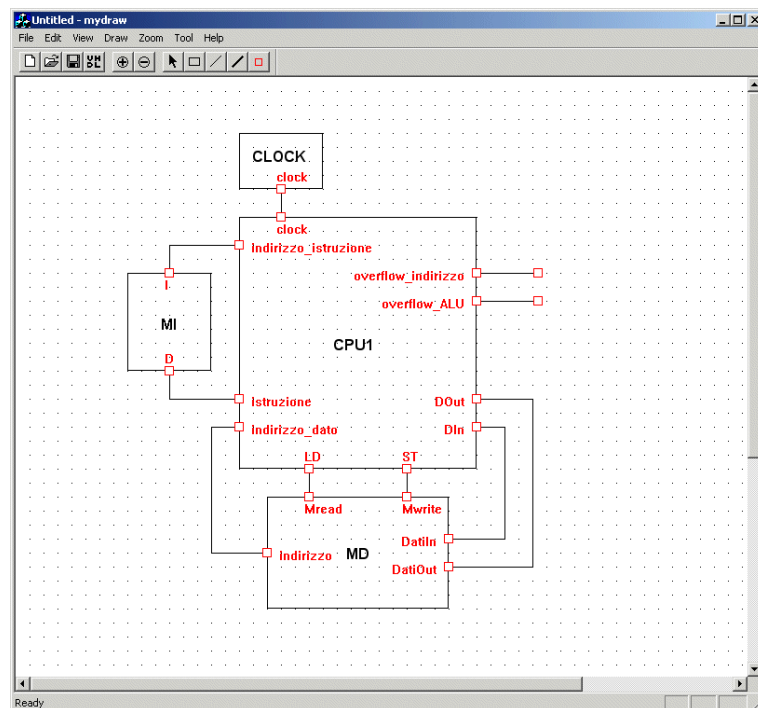 Untitled - mydraw
File Edit View Draw Zoom Tool Help
VHDL
CLOCK
clock
clock
indirizzo_istruzione
overflow_indirizzo
I
overflow_ALU
MI
CPU1
D
istruzione
DOut
indirizzo_dato
DIn
LD
ST
Mread
Mwrite
DatiIn
indirizzo
MD
DatiOut
Ready